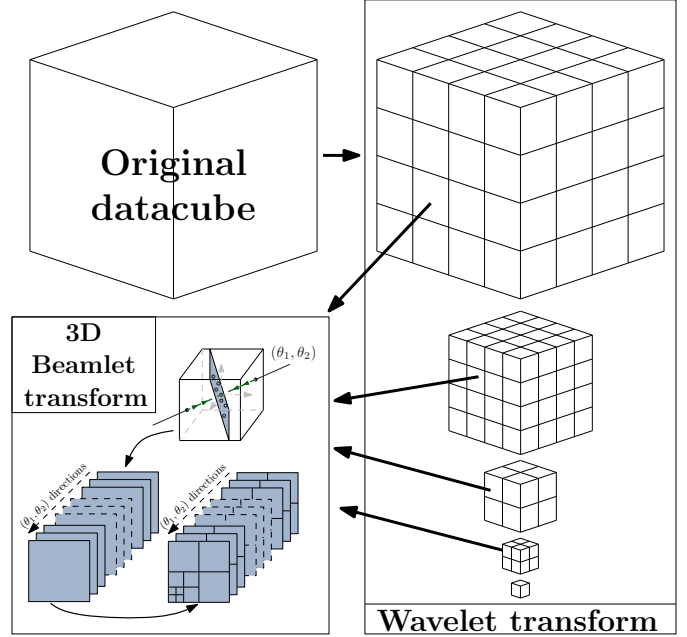 Original
datacube
3D
Beamlet
transform
(θ₁, θ₂)
(θ₁, θ₂) directions
(θ₁, θ₂) directions
Wavelet transform